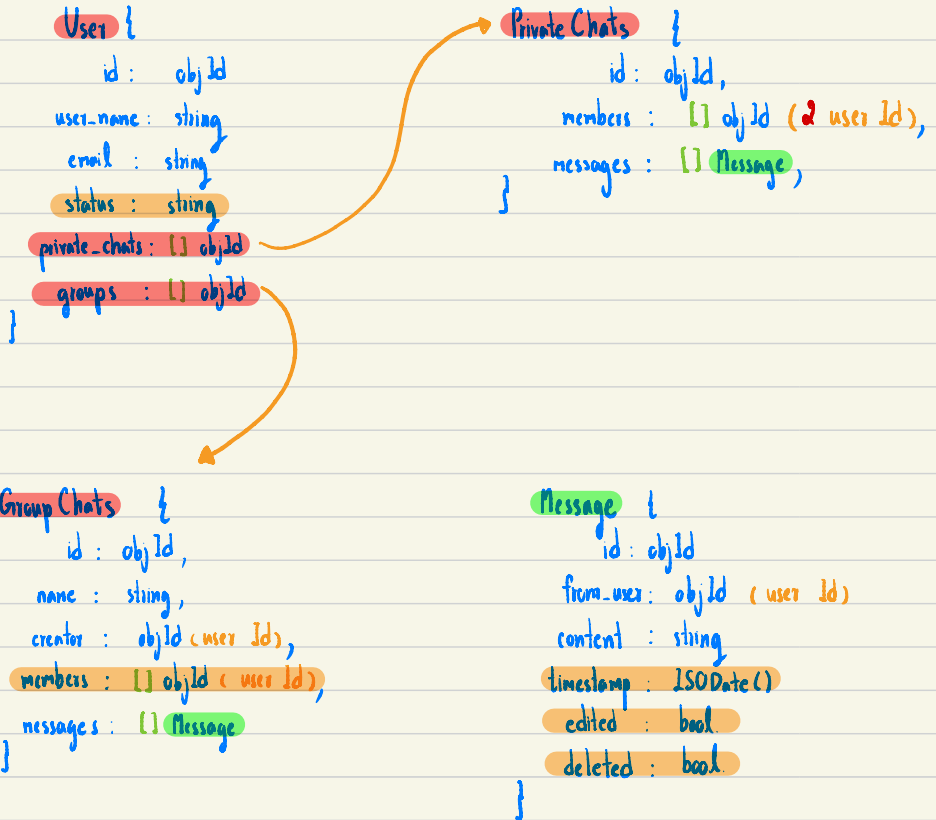 User {
id : objId
user_name : string
email : string
status : string
private_chats : [] objId
groups : [] objId
}
Private Chats {
id : objId,
members : [] objId (2 user Id),
messages : [] Message,
}
Group Chats {
id : objId,
name : string,
creator : objId (user Id),
members : [] objId (user Id),
messages : [] Message
}
Message {
id : objId
from_user : objId (user Id)
content : string
timestamp : ISODate()
edited : bool.
deleted : bool.
}